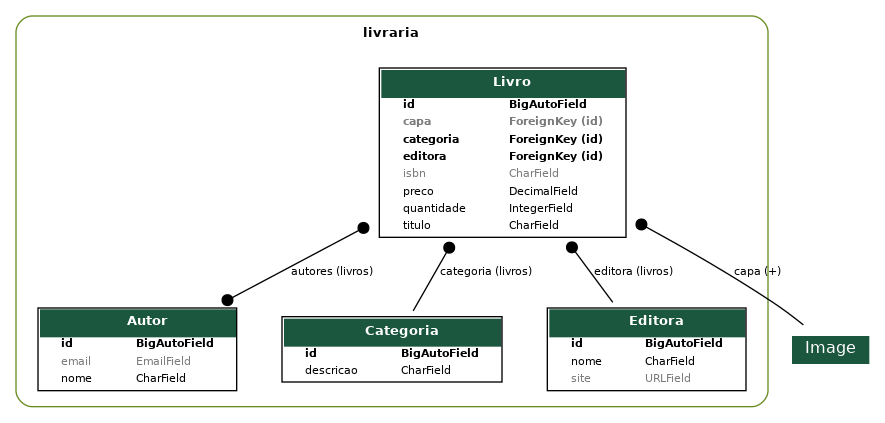 livraria
Livro
id BigAutoField
capa ForeignKey (id)
categoria ForeignKey (id)
editora ForeignKey (id)
isbn CharField
preco DecimalField
quantidade IntegerField
titulo CharField
autores (livros) categoria (livros) editora (livros) capa (+)
Autor
id BigAutoField
email EmailField
nome CharField
Categoria
id BigAutoField
descricao CharField
Editora
id BigAutoField
nome CharField
site URLField
Image